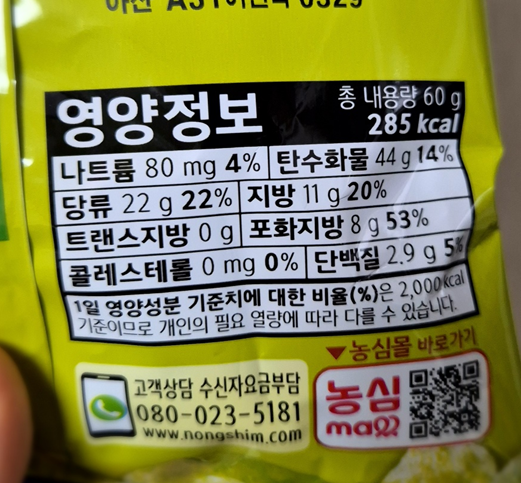 영양정보
총 내용량 60 g
285 kcal
나트륨 80 mg 4% 탄수화물 44 g 14%
당류 22 g 22% 지방 11 g 20%
트랜스지방 0 g 포화지방 8 g 53%
콜레스테롤 0 mg 0% 단백질 2.9 g 5%
1일 영양성분 기준치에 대한 비율(%)은 2,000 kcal
기준이므로 개인의 필요 열량에 따라 다를 수 있습니다.
▼농심몰 바로가기
고객상담 수신자요금부담
080-023-5181
www.nongshim.com
농심
mall